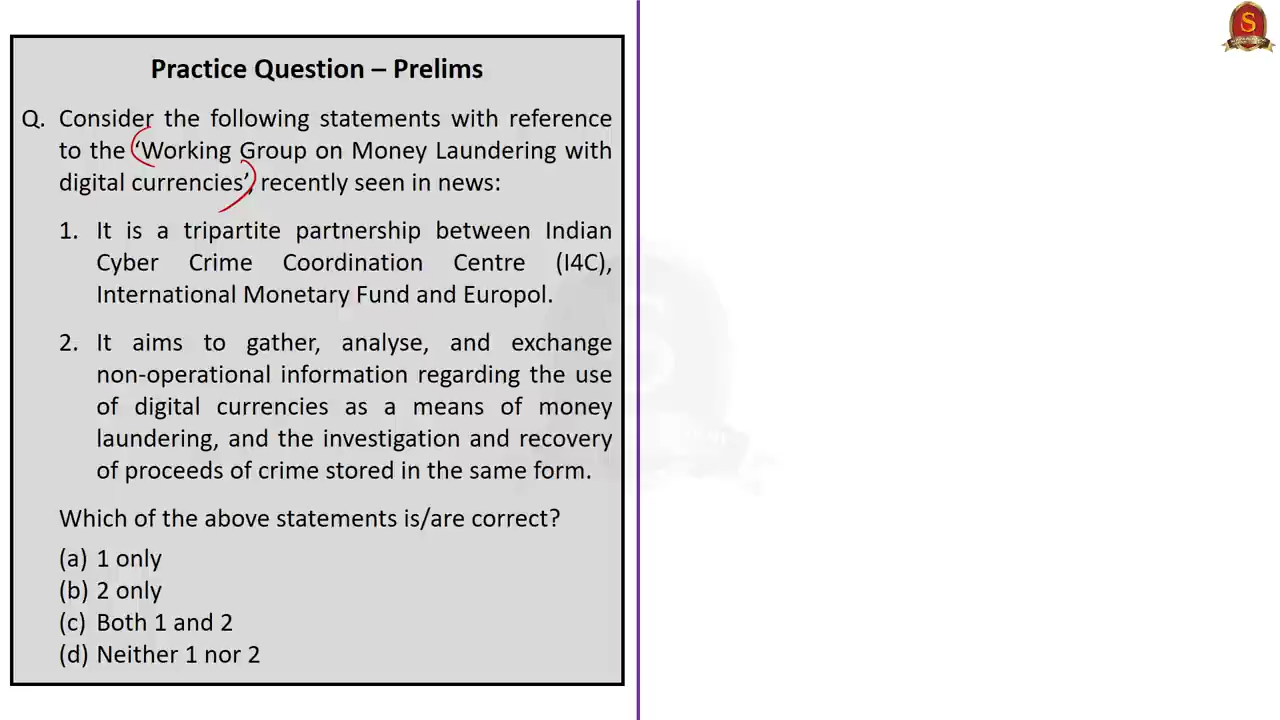 Practice Question – Prelims
Q. Consider the following statements with reference
to the ‘Working Group on Money Laundering with
digital currencies’, recently seen in news:
1. It is a tripartite partnership between Indian
Cyber Crime Coordination Centre (I4C),
International Monetary Fund and Europol.
2. It aims to gather, analyse, and exchange
non-operational information regarding the use
of digital currencies as a means of money
laundering, and the investigation and recovery
of proceeds of crime stored in the same form.
Which of the above statements is/are correct?
(a) 1 only
(b) 2 only
(c) Both 1 and 2
(d) Neither 1 nor 2
S